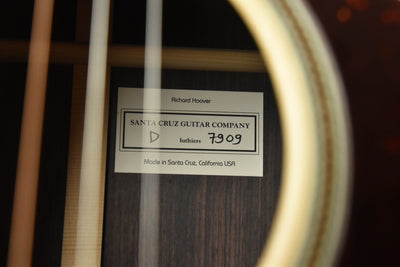 Richard Hoover
SANTA CRUZ GUITAR COMPANY
D luthiers 7909
Made in Santa Cruz, California USA